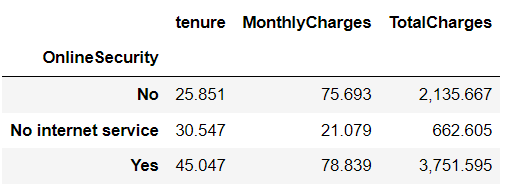 tenure MonthlyCharges TotalCharges
OnlineSecurity
No 25.851 75.693 2,135.667
No internet service 30.547 21.079 662.605
Yes 45.047 78.839 3,751.595